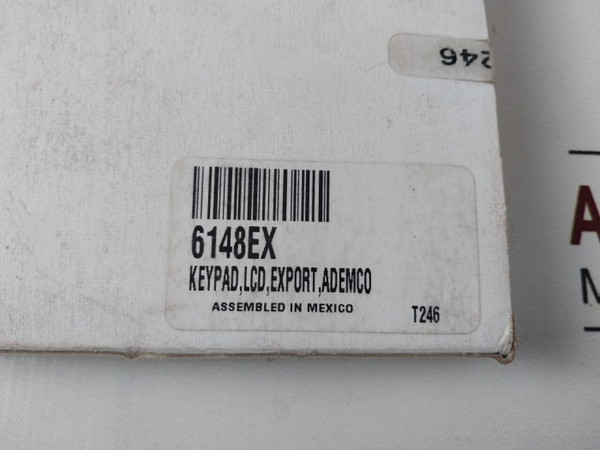 246
6148EX
KEYPAD,LCD,EXPORT,ADEMCO
ASSEMBLED IN MEXICO
T246
A
M